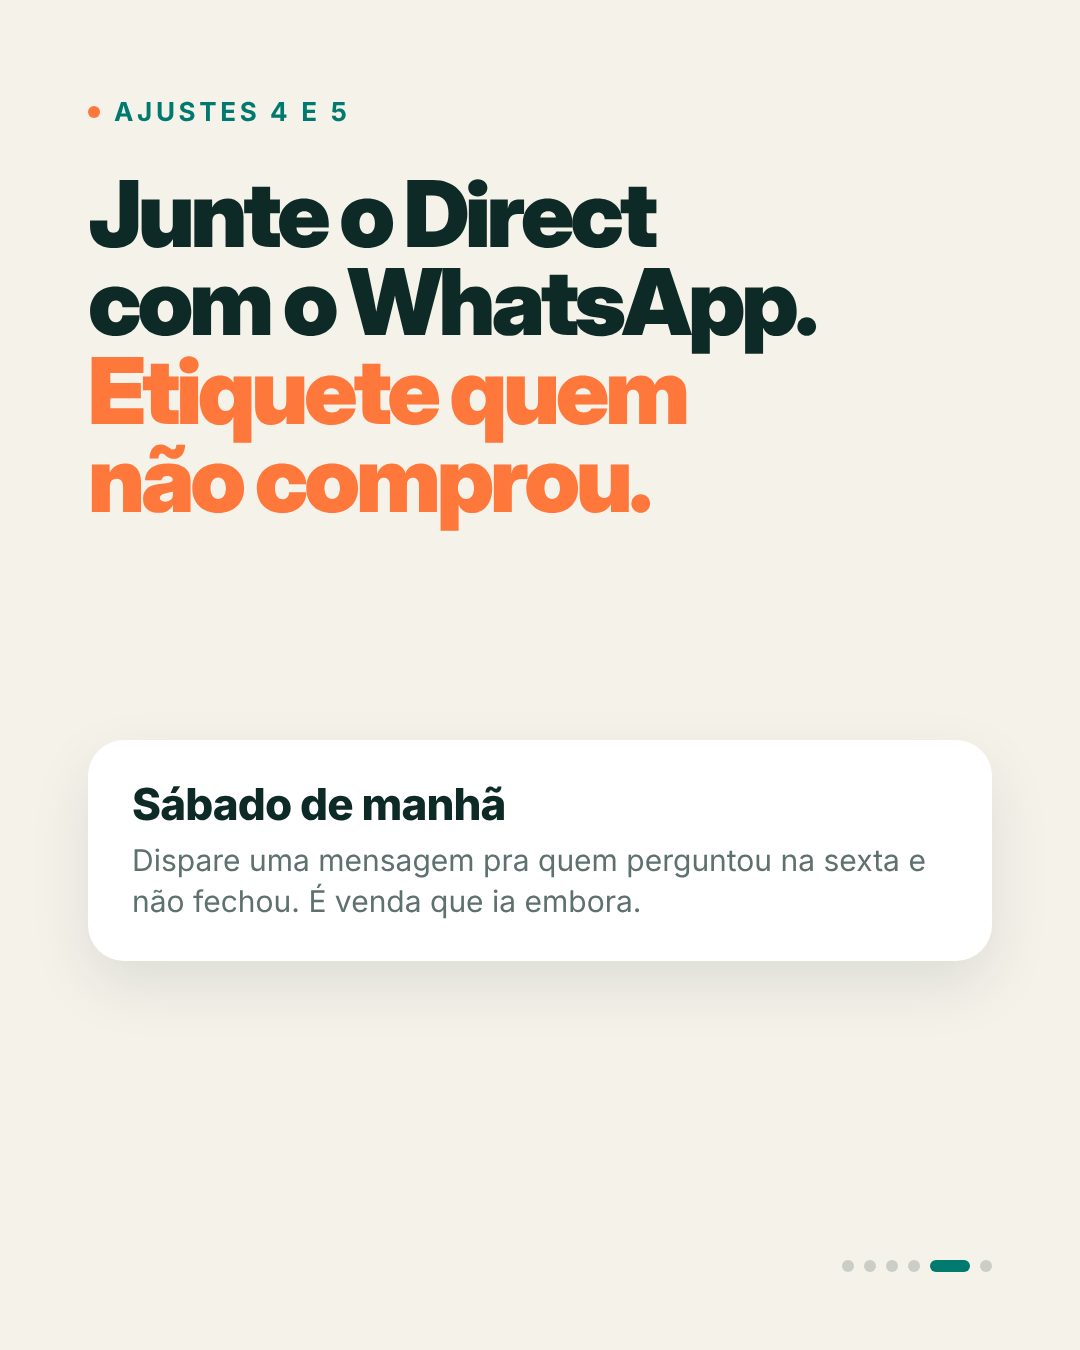 AJUSTES 4 E 5
Junte o Direct
com o WhatsApp.
Etiquete quem
não comprou.
Sábado de manhã
Dispare uma mensagem pra quem perguntou na sexta e
não fechou. É venda que ia embora.